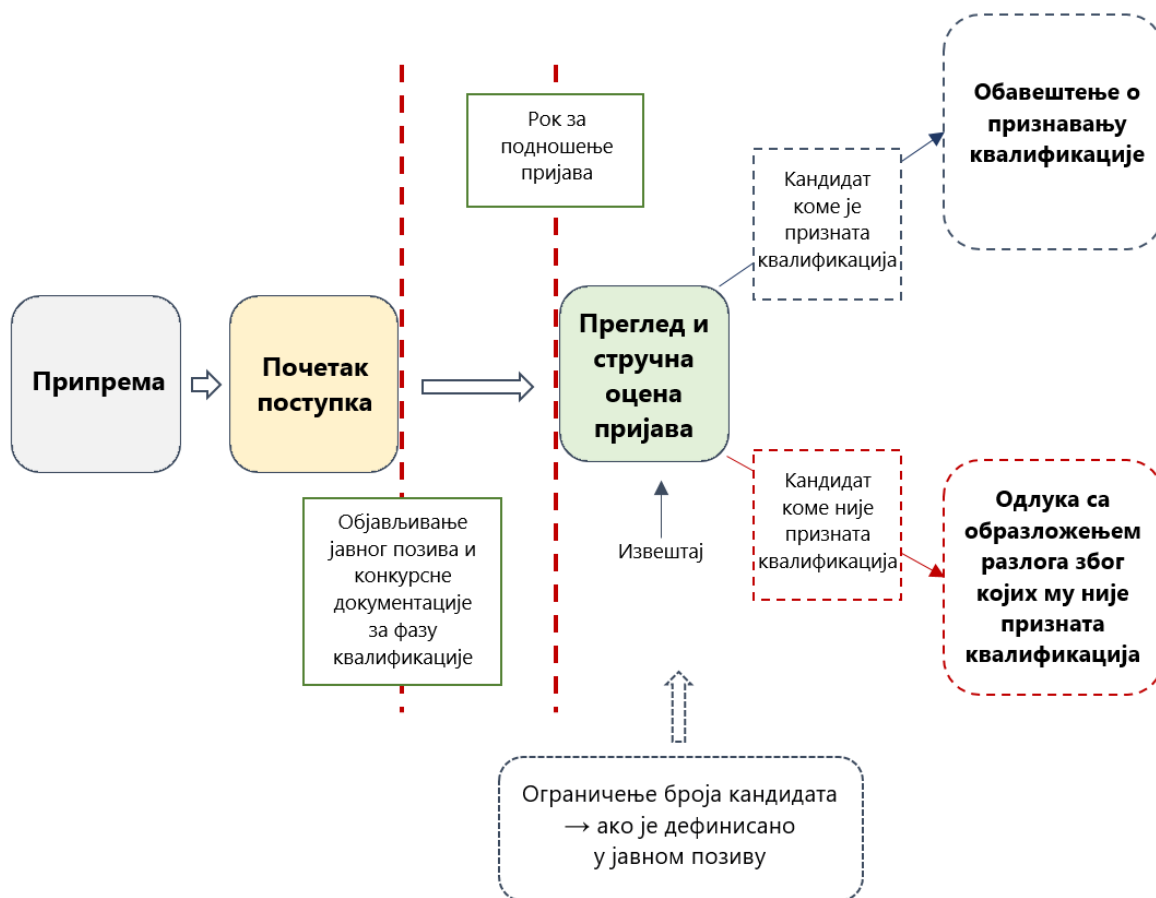 Припрема
Почетак
поступка
Објављивање
јавног позива и
конкурсне
документације
за фазу
квалификације
Рок за
подношење
пријава
Преглед и
стручна
оцена
пријава
Извештај
Ограничење броја кандидата
→ ако је дефинисано
у јавном позиву
Кандидат
коме је
призната
квалификација
Обавештење о
признавању
квалификације
Кандидат
коме није
призната
квалификација
Одлука са
образложењем
разлога због
којих му није
призната
квалификација